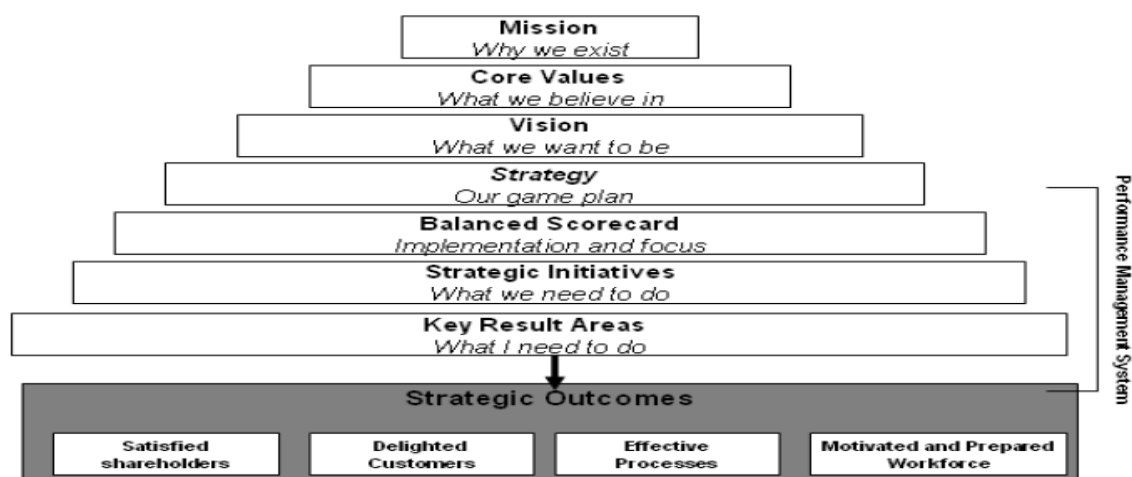 Mission
Why we exist
Core Values
What we believe in
Vision
What we want to be
Strategy
Our game plan
Balanced Scorecard
Implementation and focus
Strategic Initiatives
What we need to do
Key Result Areas
What I need to do
Performance Management System
Strategic Outcomes
Satisfied
shareholders
Delighted
Customers
Effective
Processes
Motivated and Prepared
Workforce